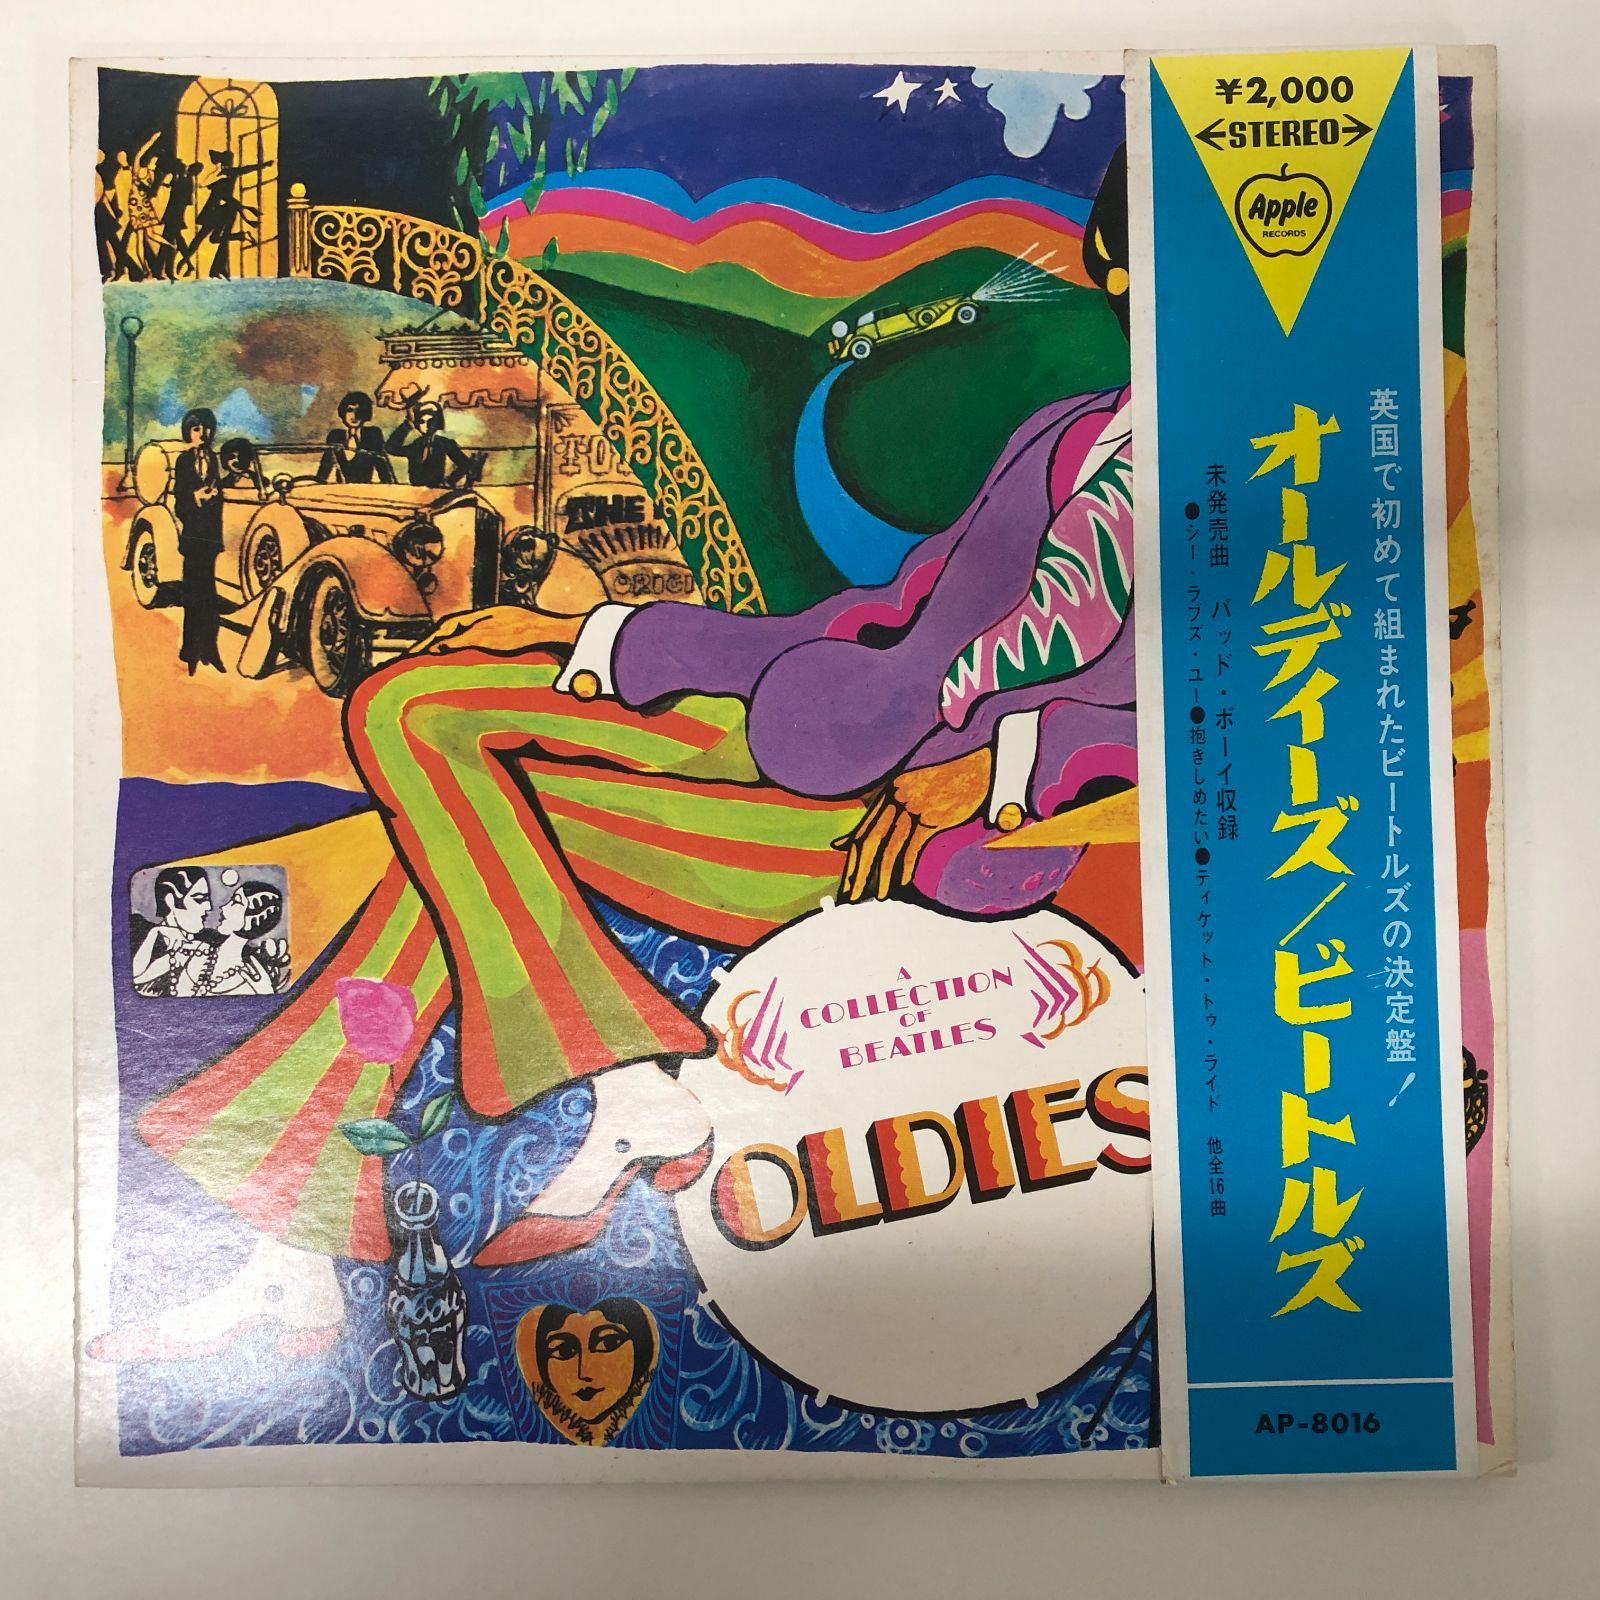 ¥2,000
←STEREO→
Apple
RECORDS
英国で初めて組まれたビートルズの決定盤!
オールディーズ/ビートルズ
未発売曲 バッド・ボーイ収録
●シー・ラブズ・ユー●抱きしめたい●ティケット・トゥ・ライド 他全16曲
AP-8016
THE
ORIGI
A
COLLECTION
OF
BEATLES
OLDIES